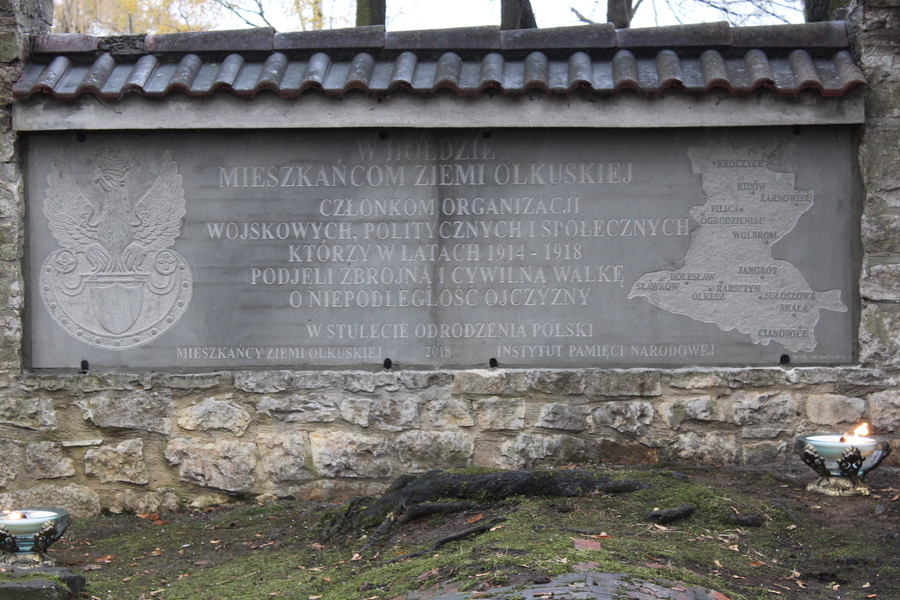 W HOŁDZIE
MIESZKAŃCOM ZIEMI OLKUSKIEJ
CZŁONKOM ORGANIZACJI
WOJSKOWYCH, POLITYCZNYCH I SPOŁECZNYCH
KTÓRZY W LATACH 1914 - 1918
PODJĘLI ZBROJNĄ I CYWILNĄ WALKĘ
O NIEPODLEGŁOŚĆ OJCZYZNY
W STULECIE ODRODZENIA POLSKI
MIESZKAŃCY ZIEMI OLKUSKIEJ 2018 INSTYTUT PAMIĘCI NARODOWEJ
KROCZYCE
KIDÓW
ŻARNOWIEC
PILICA
OGRODZIENIEC
WOLBROM
JANGROT
BOLESŁAW
SŁAWKÓW
RABSZTYN
OLKUSZ
SUŁOSZOWA
SKAŁA
CIANOWICE